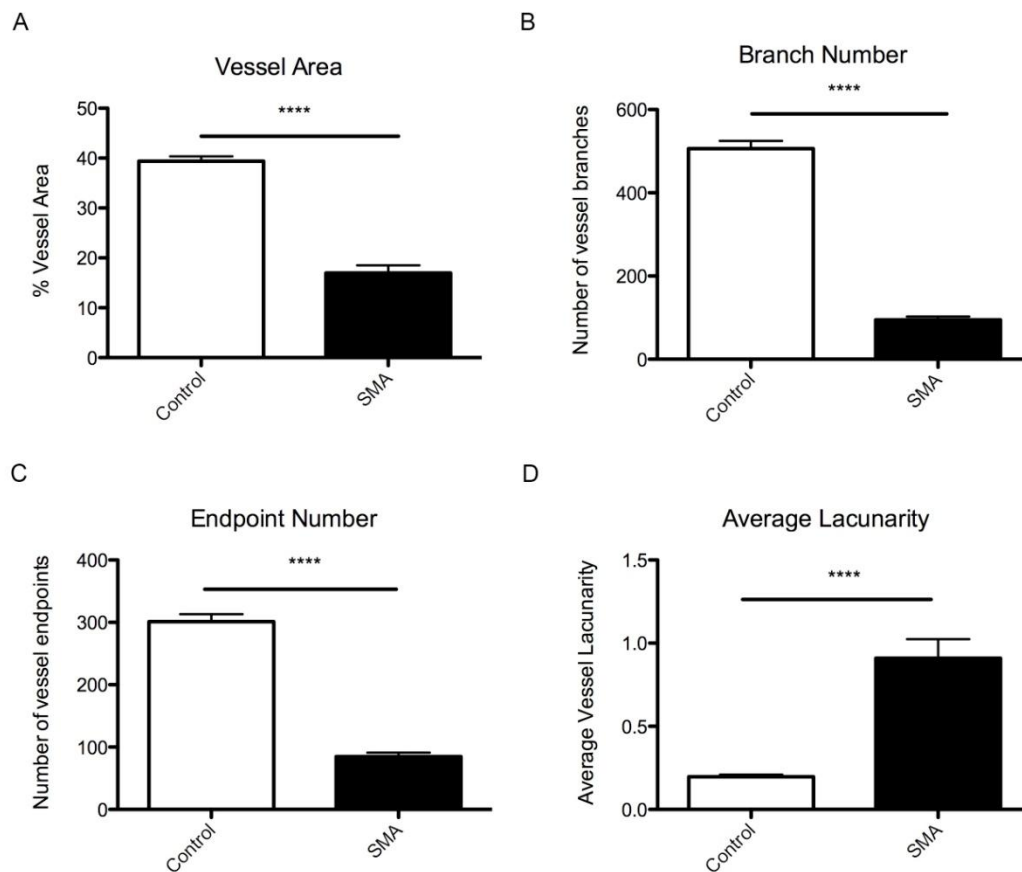 A
Vessel Area
% Vessel Area
50
40
30
20
10
0
****
Control
SMA
B
Branch Number
Number of vessel branches
600
400
200
0
****
Control
SMA
C
Endpoint Number
Number of vessel endpoints
400
300
200
100
0
****
Control
SMA
D
Average Lacunarity
Average Vessel Lacunarity
1.5
1.0
0.5
0.0
****
Control
SMA